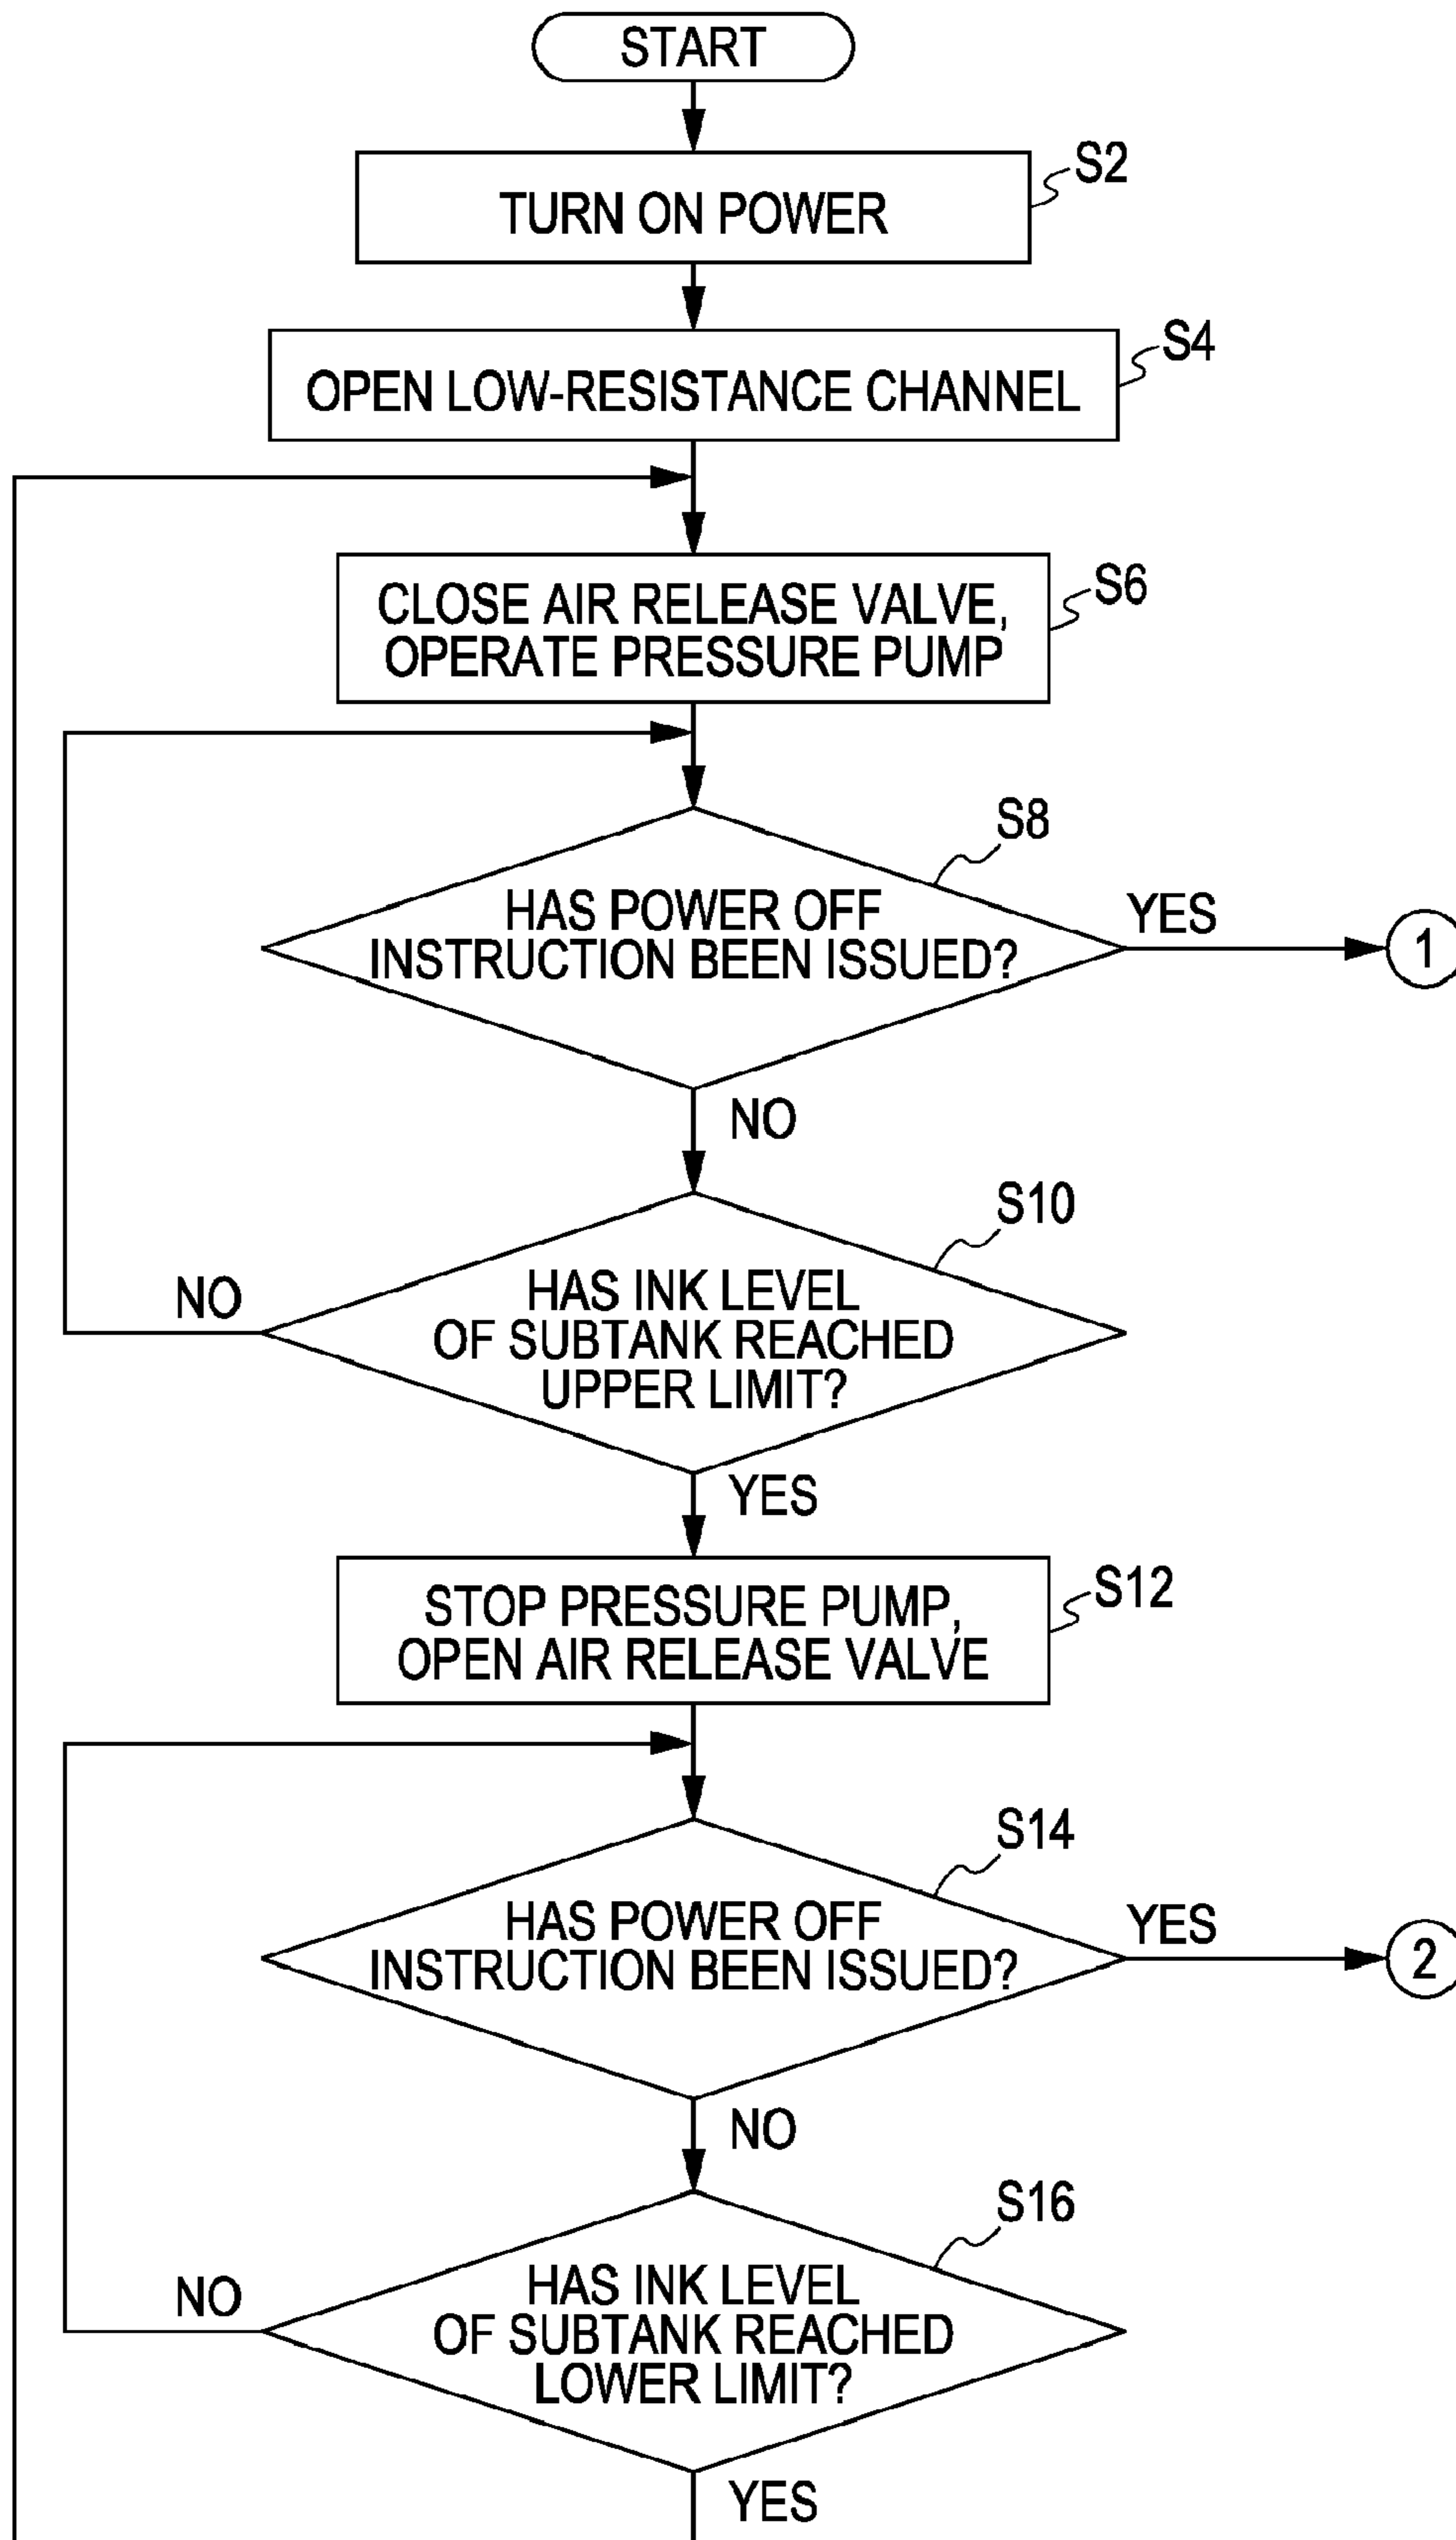 START
S2
TURN ON POWER
S4
OPEN LOW-RESISTANCE CHANNEL
S6
CLOSE AIR RELEASE VALVE,
OPERATE PRESSURE PUMP
S8
HAS POWER OFF
INSTRUCTION BEEN ISSUED?
YES
1
NO
S10
HAS INK LEVEL
OF SUBTANK REACHED
UPPER LIMIT?
NO
YES
S12
STOP PRESSURE PUMP,
OPEN AIR RELEASE VALVE
S14
HAS POWER OFF
INSTRUCTION BEEN ISSUED?
YES
2
NO
S16
HAS INK LEVEL
OF SUBTANK REACHED
LOWER LIMIT?
NO
YES